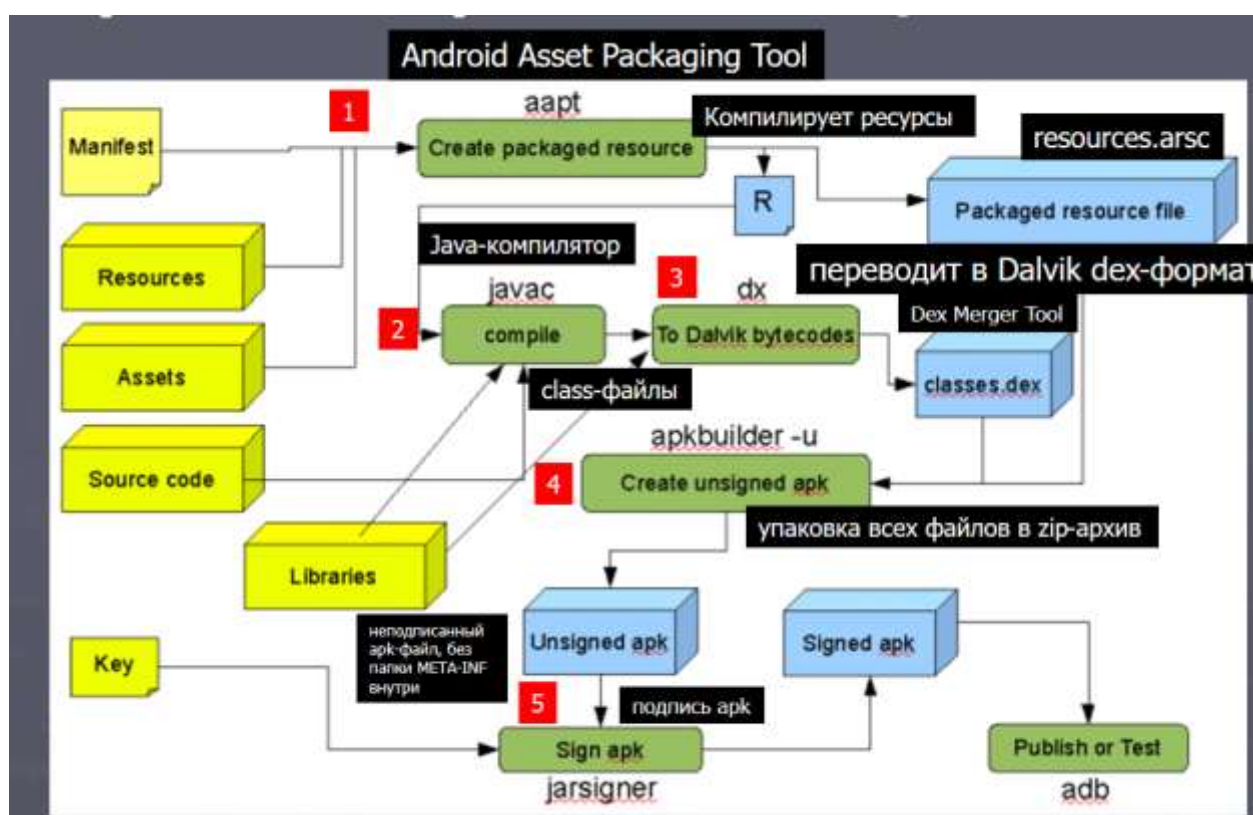 Android Asset Packaging Tool
aapt
1
Manifest
Create packaged resource
Компилирует ресурсы
resources.arsc
R
Packaged resource file
Resources
Java-компилятор
переводит в Dalvik dex-формат
javac
3
dx
Dex Merger Tool
2
compile
To Dalvik bytecodes
Assets
class-файлы
classes.dex
apkbuilder -u
Source code
4
Create unsigned apk
упаковка всех файлов в zip-архив
Libraries
неподписанный
apk-файл, без
папки META-INF
внутри
Unsigned apk
Signed apk
Key
5
подпись apk
Sign apk
Publish or Test
jarsigner
adb